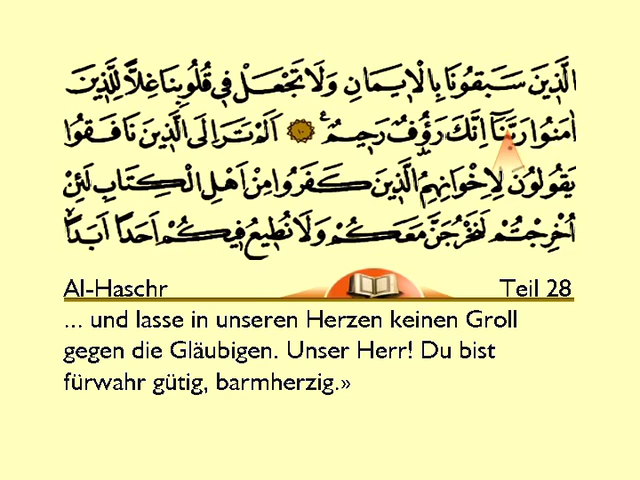 الَّذِينَ سَبَقُونَا بِالْإِيمَانِ وَلَا تَجْعَلْ فِي قُلُوبِنَا غِلًّا لِلَّذِينَ
آمَنُوا رَبَّنَا إِنَّكَ رَؤُفٌ رَحِيمٌ ١٠ أَلَمْ تَرَ إِلَى الَّذِينَ نَافَقُوا
يَقُولُونَ لِإِخْوَانِهِمُ الَّذِينَ كَفَرُوا مِنْ أَهْلِ الْكِتَابِ لَئِنْ
أُخْرِجْتُمْ لَنَخْرُجَنَّ مَعَكُمْ وَلَا نُطِيعُ فِيكُمْ أَحَدًا أَبَدًا
Al-Haschr Teil 28
... und lasse in unseren Herzen keinen Groll
gegen die Gläubigen. Unser Herr! Du bist
fürwahr gütig, barmherzig.»